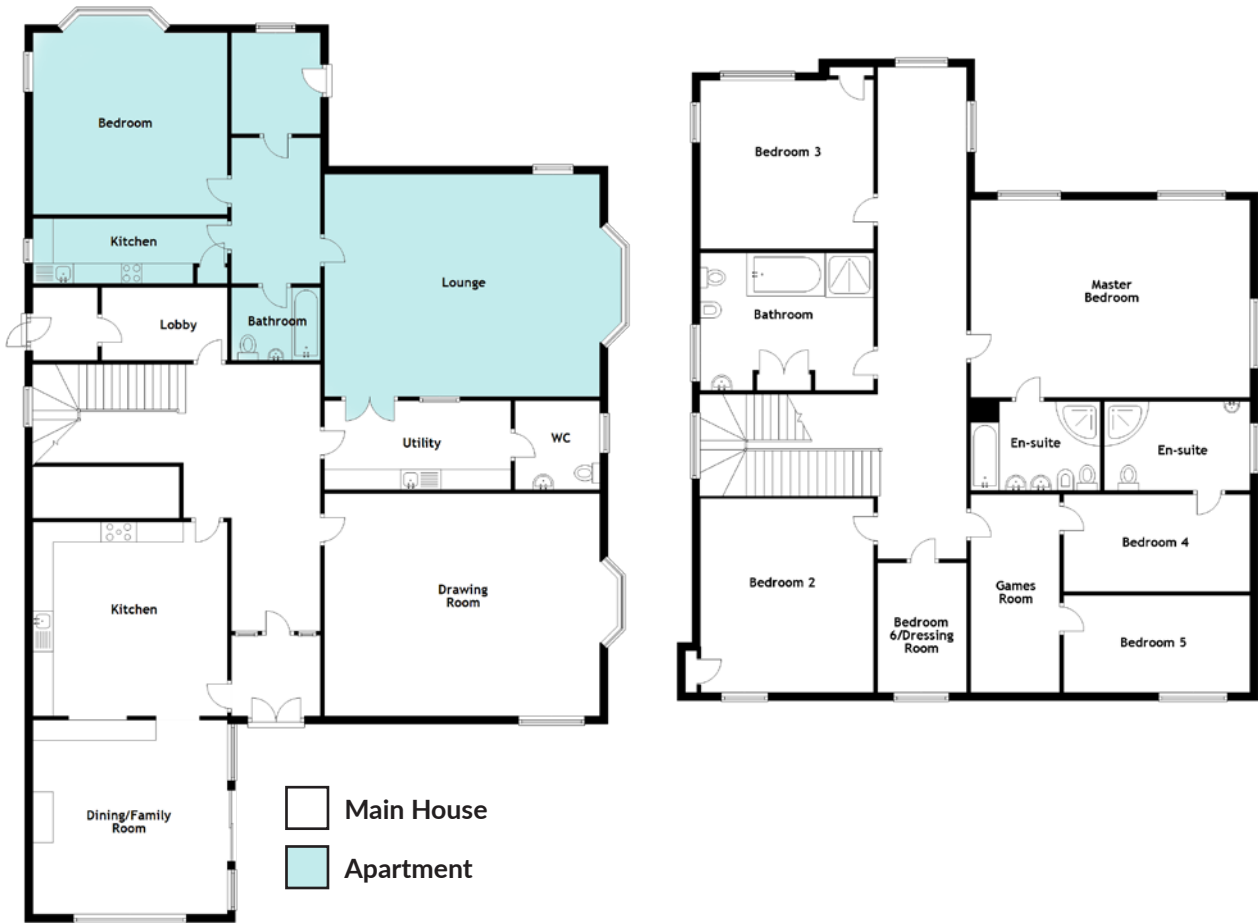 Bedroom
Kitchen
Lobby
Bathroom
Lounge
Utility
WC
Kitchen
Drawing
Room
Dining/Family
Room
Main House
Apartment
Bedroom 3
Bathroom
Master
Bedroom
En-suite
En-suite
Bedroom 2
Bedroom
6/Dressing
Room
Games
Room
Bedroom 4
Bedroom 5